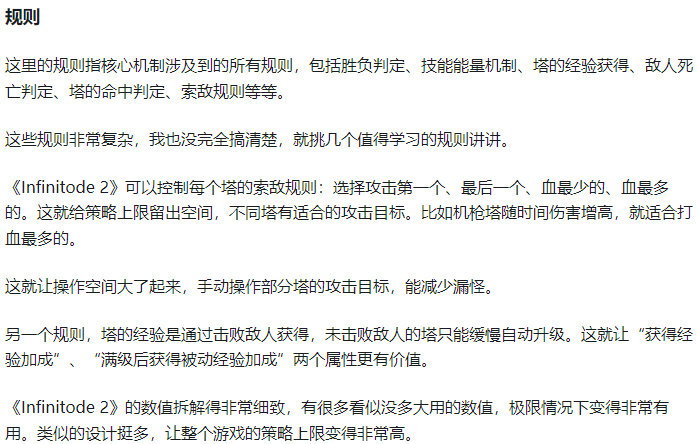 规则
这里的规则指核心机制涉及到的所有规则，包括胜负判定、技能能量机制、塔的经验获得、敌人死
亡判定、塔的命中判定、索敌规则等等。
这些规则非常复杂，我也没完全搞清楚，就挑几个值得学习的规则讲讲。
《Infinitode 2》可以控制每个塔的索敌规则：选择攻击第一个、最后一个、血最少的、血最多
的。这就给策略上限留出空间，不同塔有适合的攻击目标。比如机枪塔随时间伤害增高，就适合打
血最多的。
这就让操作空间大了起来，手动操作部分塔的攻击目标，能减少漏怪。
另一个规则，塔的经验是通过击败敌人获得，未击败敌人的塔只能缓慢自动升级。这就让“获得经
验加成”、“满级后获得被动经验加成”两个属性更有价值。
《Infinitode 2》的数值拆解得非常细致，有很多看似没多大用的数值，极限情况下变得非常有
用。类似的设计挺多，让整个游戏的策略上限变得非常高。